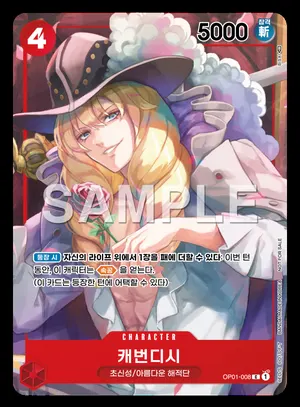 4
5000
참격
斬
SAMPLE
등장 시 자신의 라이프 위에서 1장을 패에 더할 수 있다: 이번 턴
동안, 이 캐릭터는 속공 을 얻는다.
(이 카드는 등장한 턴에 어택할 수 있다)
CHARACTER
캐번디시
초신성/아름다운 해적단
OP01-008
1
NOT FOR SALE